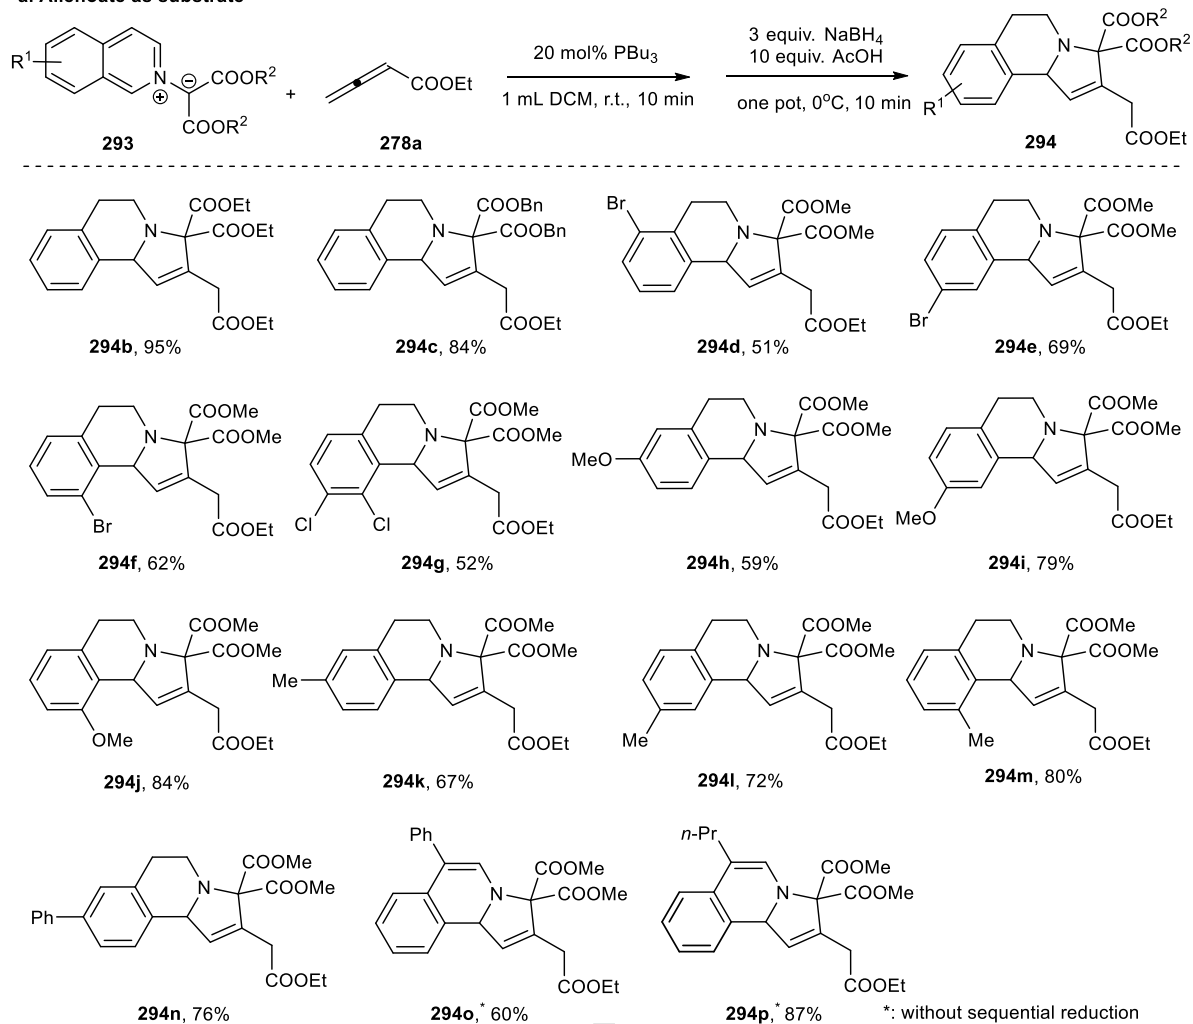 a. Allenoate as substrate
R1
N
COOR2
COOR2
+
COOEt
20 mol% PBu3
1 mL DCM, r.t., 10 min
3 equiv. NaBH4
10 equiv. AcOH
one pot, 0oC, 10 min
COOR2
COOR2
N
R1
COOEt
293
278a
294
COOEt
COOEt
N
COOEt
294b, 95%
COOBn
COOBn
N
COOEt
294c, 84%
Br
COOMe
COOMe
N
COOEt
294d, 51%
COOMe
COOMe
N
Br
COOEt
294e, 69%
COOMe
COOMe
N
Br
COOEt
294f, 62%
COOMe
COOMe
N
Cl
Cl
COOEt
294g, 52%
COOMe
COOMe
N
MeO
COOEt
294h, 59%
COOMe
COOMe
N
MeO
COOEt
294i, 79%
COOMe
COOMe
N
OMe
COOEt
294j, 84%
COOMe
COOMe
N
Me
COOEt
294k, 67%
COOMe
COOMe
N
Me
COOEt
294l, 72%
COOMe
COOMe
N
Me
COOEt
294m, 80%
COOMe
COOMe
N
Ph
COOEt
294n, 76%
Ph
COOMe
COOMe
N
COOEt
294o,* 60%
n-Pr
COOMe
COOMe
N
COOEt
294p,* 87%
*: without sequential reduction